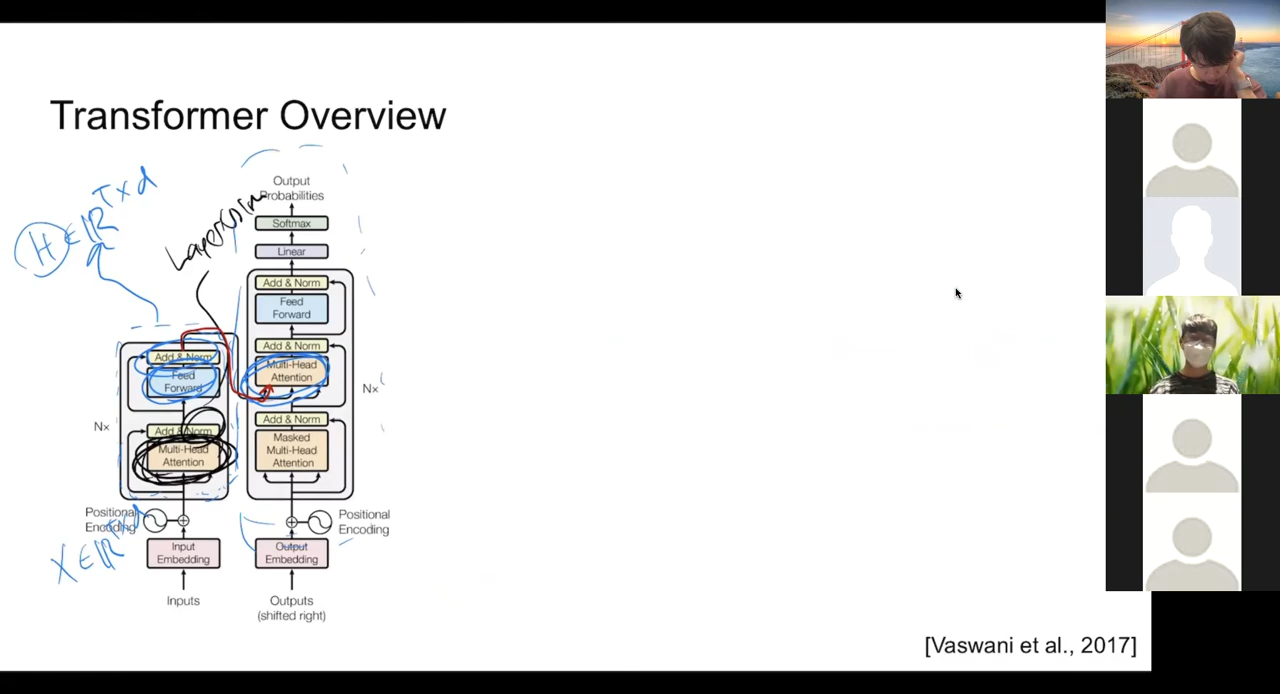 Transformer Overview
H ∈ ℝ^T×d
LayerNorm
Output
Probabilities
Softmax
Linear
Add & Norm
Feed
Forward
Add & Norm
Multi-Head
Attention
Nx
Add & Norm
Masked
Multi-Head
Attention
Add & Norm
Feed
Forward
Nx
Add & Norm
Multi-Head
Attention
Positional
Encoding
X ∈ ℝ^T×d
Positional
Encoding
Input
Embedding
Output
Embedding
Inputs
Outputs
(shifted right)
[Vaswani et al., 2017]